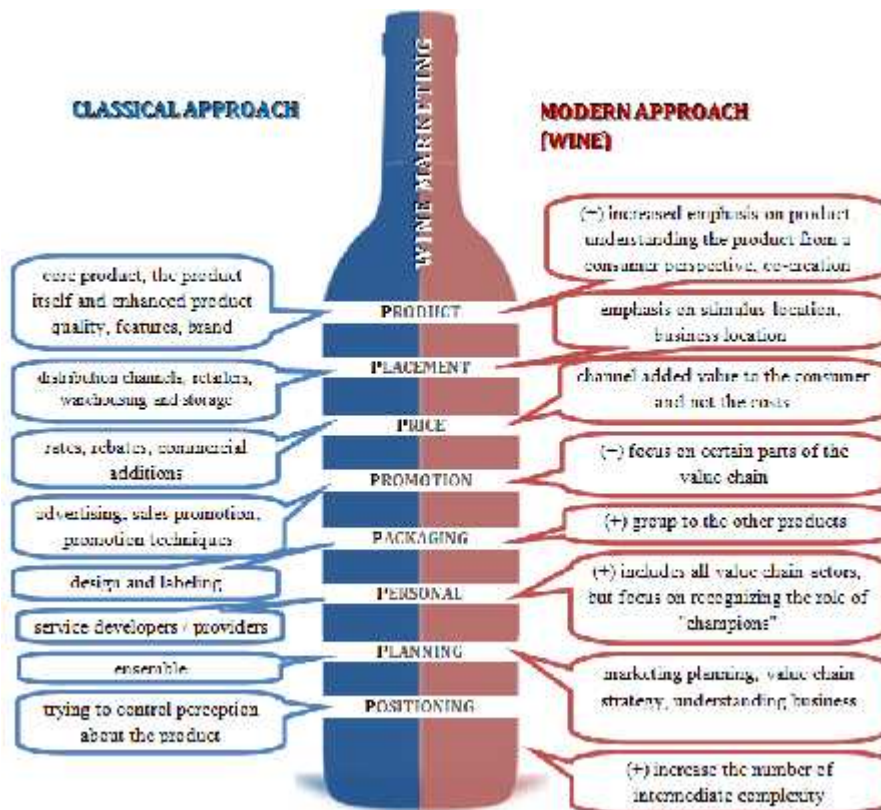 WINE MARKETING
CLASSICAL APPROACH
MODERN APPROACH
(WINE)
core product, the product
itself and enhanced product
quality, features, brand
distribution channels, retailers,
warehousing and storage
rates, rebates, commercial
additions
advertising, sales promotion,
promotion techniques
design and labeling
service developers / providers
ensemble
trying to control perception
about the product
PRODUCT
PLACEMENT
PRICE
PROMOTION
PACKAGING
PERSONAL
PLANNING
POSITIONING
(+) increased emphasis on product
understanding the product from a
consumer perspective, co-creation
emphasis on stimulus-location,
business location
channel added value to the consumer
and not the costs
(+) focus on certain parts of the
value chain
(+) group to the other products
(+) includes all value chain actors,
but focus on recognizing the role of
"champions"
marketing planning, value chain
strategy, understanding business
(+) increase the number of
intermediate complexity